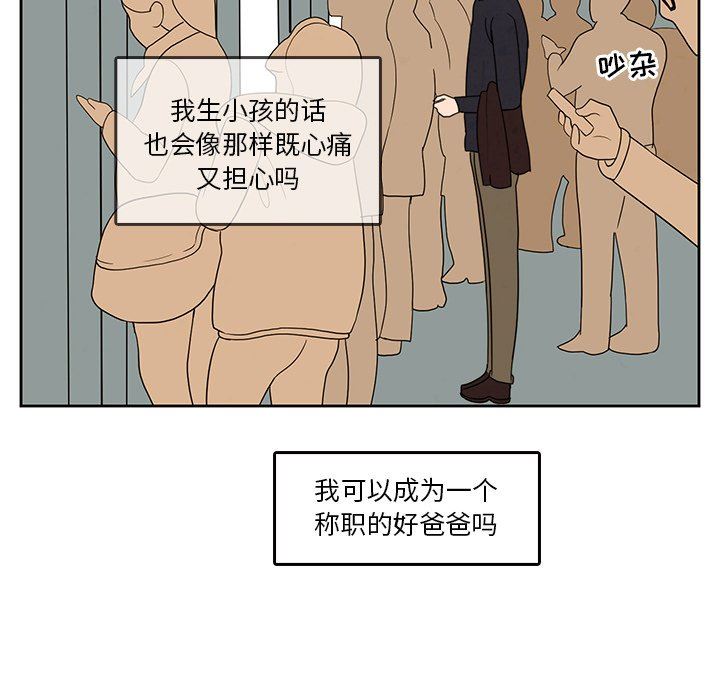 吵杂
我生小孩的话
也会像那样既心痛
又担心吗
我可以成为一个
称职的好爸爸吗